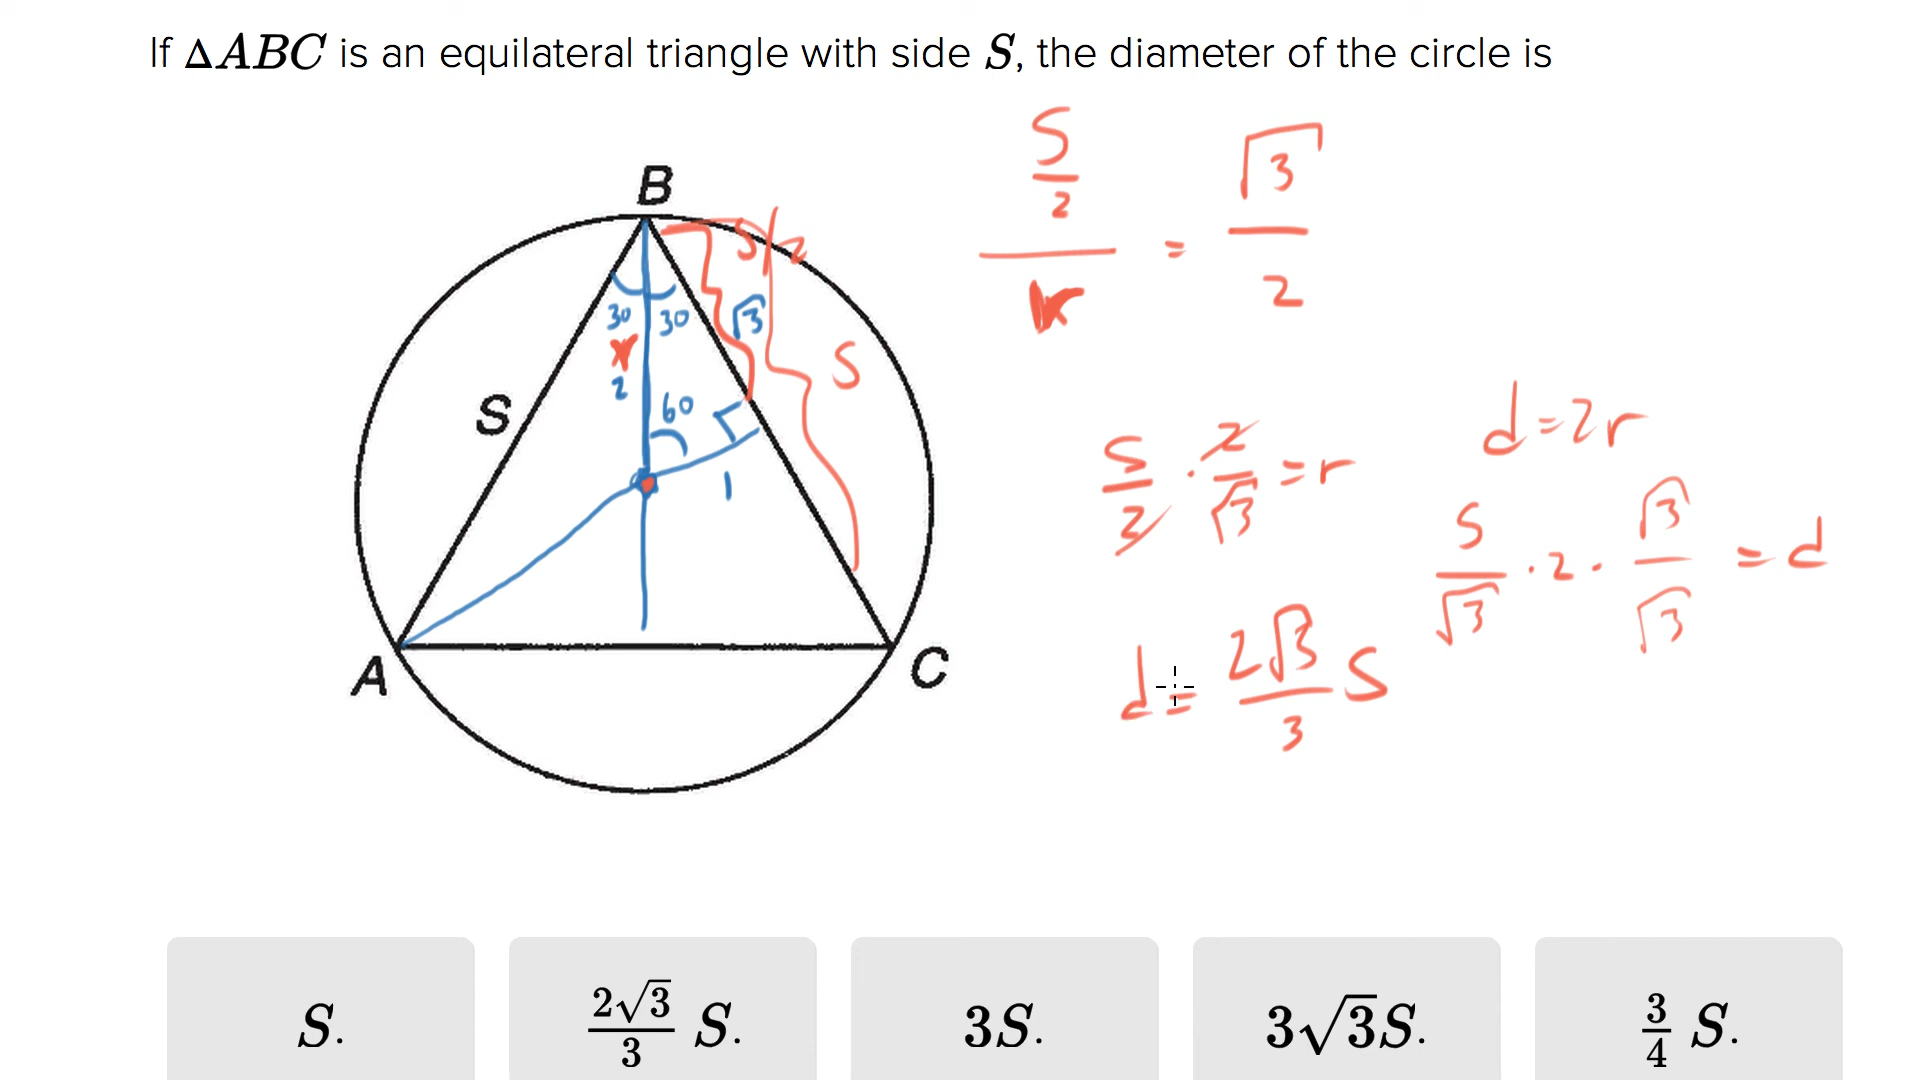 If ΔABC is an equilateral triangle with side S, the diameter of the circle is
B
S/2
30 30 √3
r
2
60
S
S
1
A
C
(S/2)/r = √3/2
S/2 · 2/√3 = r
d=2r
S/√3 · 2 · √3/√3 = d
d = 2√3/3 S
S.
2√3/3 S.
3S.
3√3S.
3/4 S.